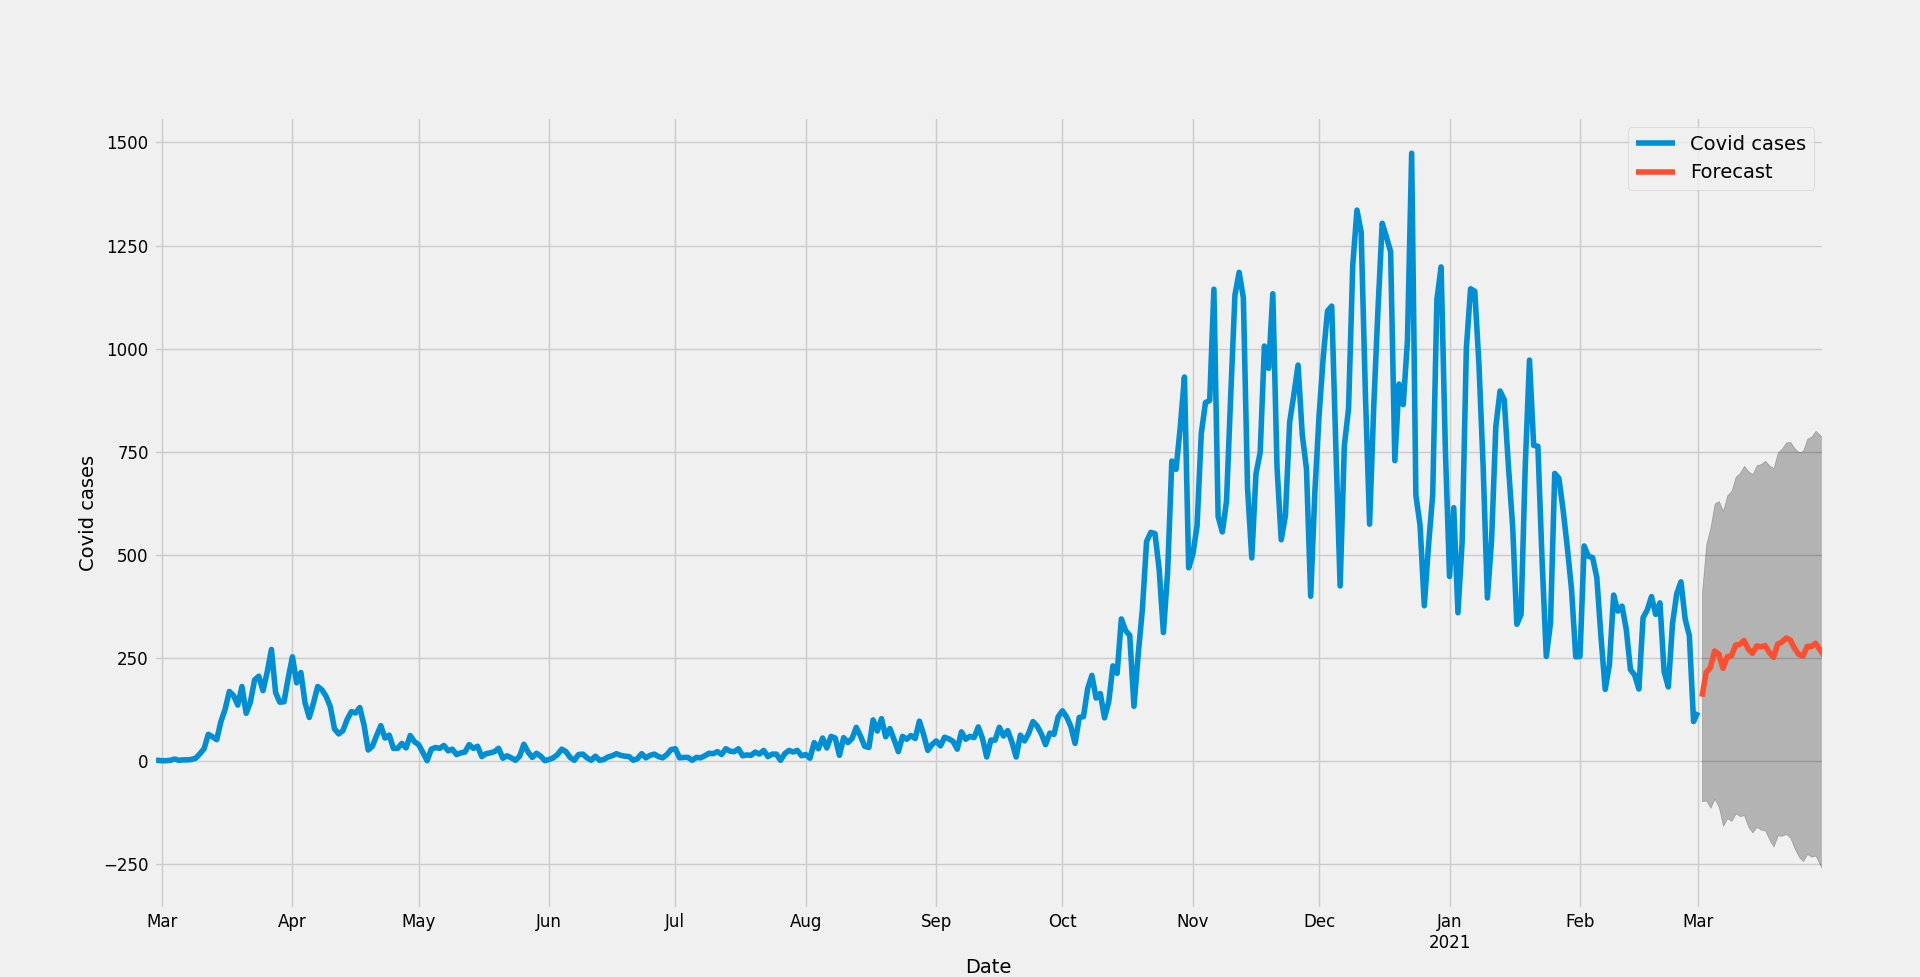 1500
1250
1000
750
500
250
0
−250
Covid cases
Covid cases
Forecast
Mar Apr May Jun Jul Aug Sep Oct Nov Dec Jan Feb Mar
2021
Date